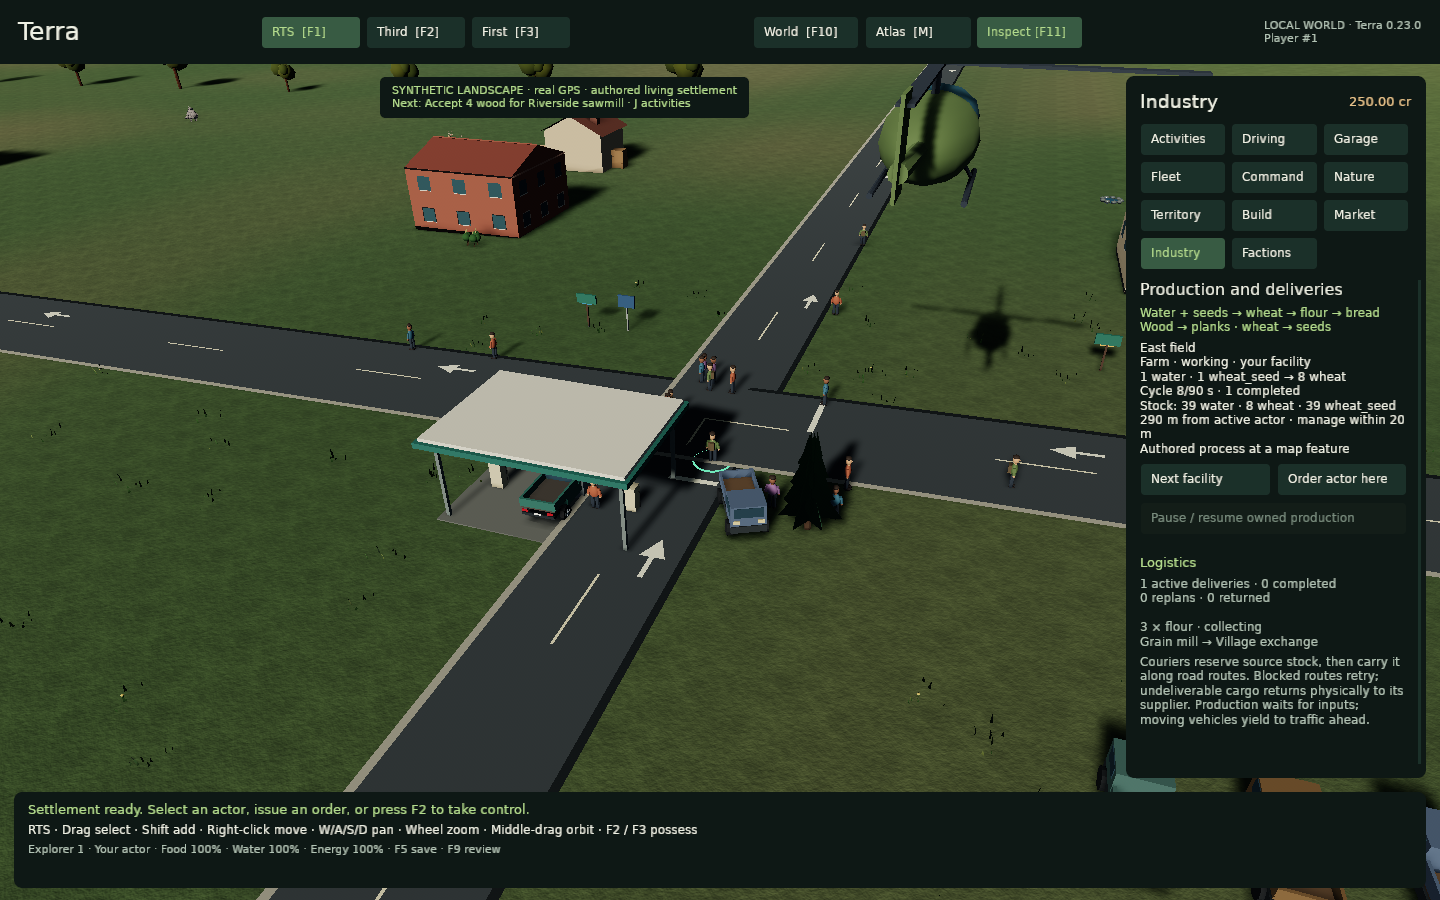 Terra
RTS [F1]
Third [F2]
First [F3]
World [F10]
Atlas [M]
Inspect [F11]
LOCAL WORLD · Terra 0.23.0
Player #1
SYNTHETIC LANDSCAPE · real GPS · authored living settlement
Next: Accept 4 wood for Riverside sawmill · J activities
Industry
250.00 cr
Activities
Driving
Garage
Fleet
Command
Nature
Territory
Build
Market
Industry
Factions
Production and deliveries
Water + seeds → wheat → flour → bread
Wood → planks · wheat → seeds
East field
Farm · working · your facility
1 water · 1 wheat_seed → 8 wheat
Cycle 8/90 s · 1 completed
Stock: 39 water · 8 wheat · 39 wheat_seed
290 m from active actor · manage within 20
m
Authored process at a map feature
Next facility
Order actor here
Pause / resume owned production
Logistics
1 active deliveries · 0 completed
0 replans · 0 returned
3 × flour · collecting
Grain mill → Village exchange
Couriers reserve source stock, then carry it
along road routes. Blocked routes retry;
undeliverable cargo returns physically to its
supplier. Production waits for inputs;
moving vehicles yield to traffic ahead.
Settlement ready. Select an actor, issue an order, or press F2 to take control.
RTS · Drag select · Shift add · Right-click move · W/A/S/D pan · Wheel zoom · Middle-drag orbit · F2 / F3 possess
Explorer 1 · Your actor · Food 100% · Water 100% · Energy 100% · F5 save · F9 review